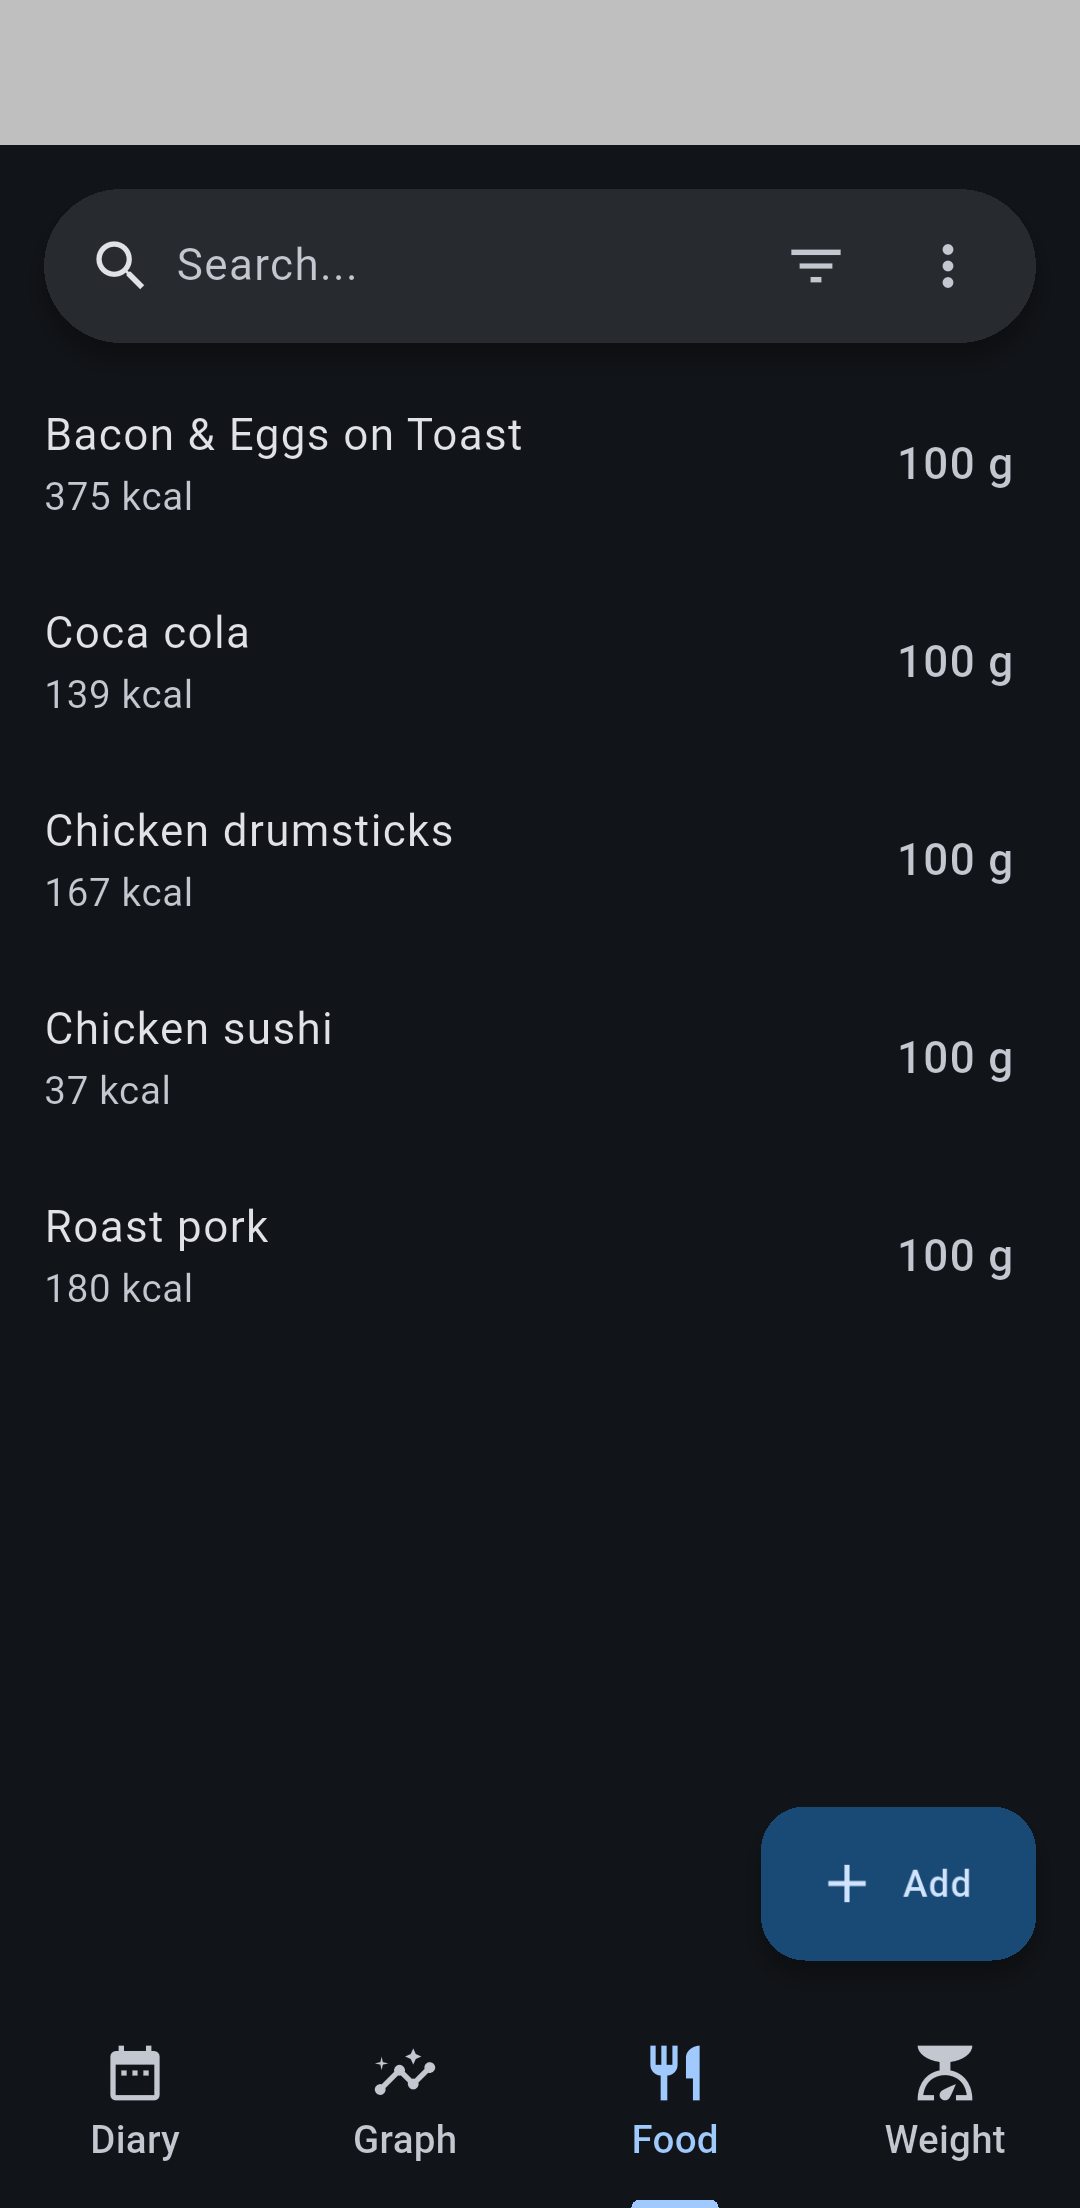 Search...
Bacon & Eggs on Toast
375 kcal
100 g
Coca cola
139 kcal
100 g
Chicken drumsticks
167 kcal
100 g
Chicken sushi
37 kcal
100 g
Roast pork
180 kcal
100 g
Add
Diary
Graph
Food
Weight